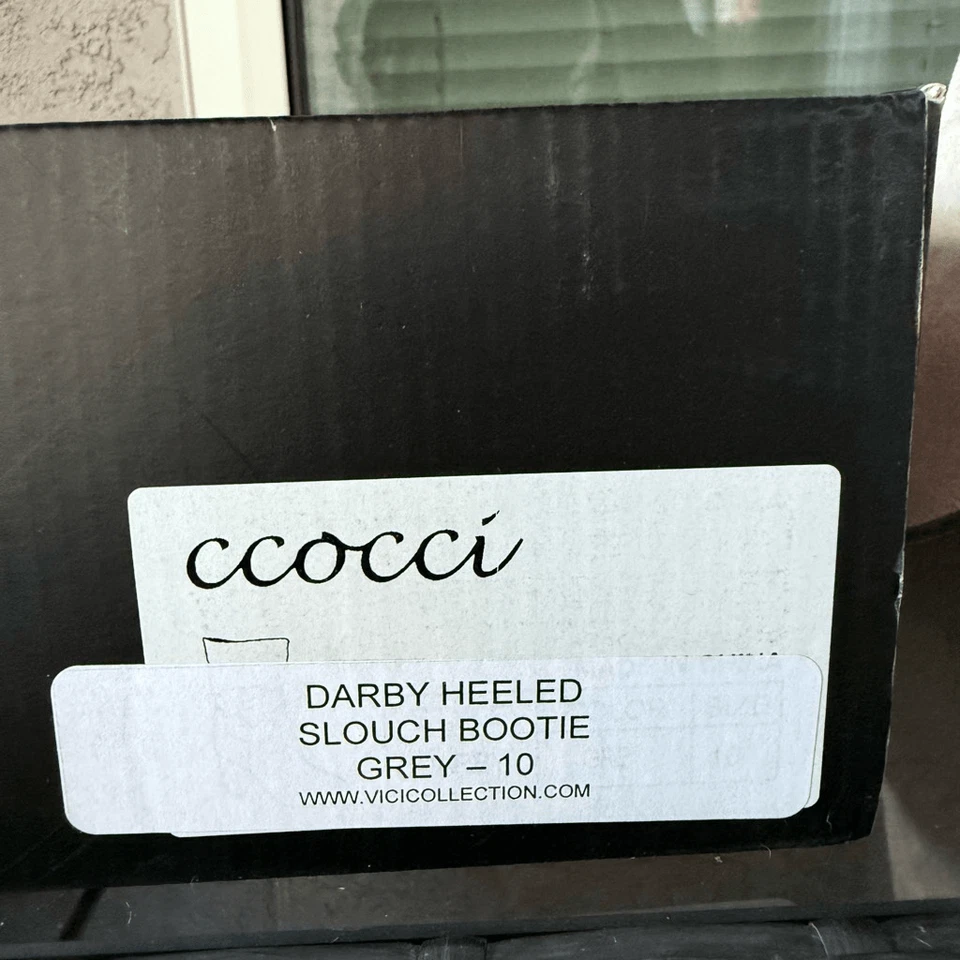 ccocci
DARBY HEELED
SLOUCH BOOTIE
GREY – 10
WWW.VICICOLLECTION.COM